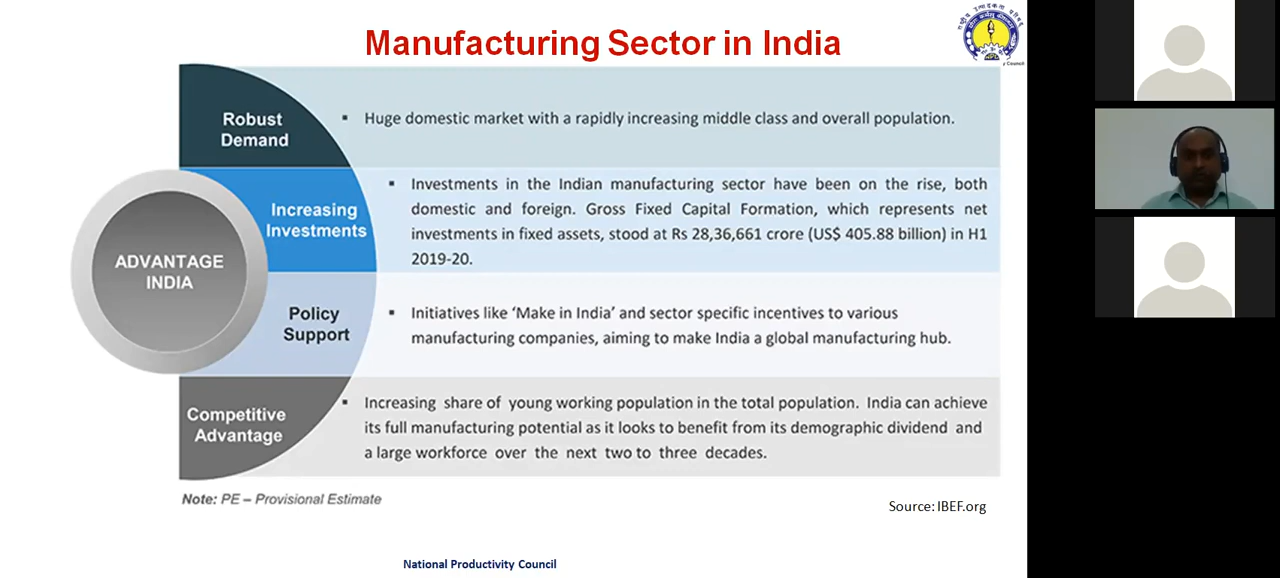 Manufacturing Sector in India
y Council
Robust
Demand
▪ Huge domestic market with a rapidly increasing middle class and overall population.
ADVANTAGE
INDIA
Increasing
Investments
▪ Investments in the Indian manufacturing sector have been on the rise, both
domestic and foreign. Gross Fixed Capital Formation, which represents net
investments in fixed assets, stood at Rs 28,36,661 crore (US$ 405.88 billion) in H1
2019-20.
Policy
Support
▪ Initiatives like ‘Make in India’ and sector specific incentives to various
manufacturing companies, aiming to make India a global manufacturing hub.
Competitive
Advantage
▪ Increasing share of young working population in the total population. India can achieve
its full manufacturing potential as it looks to benefit from its demographic dividend and
a large workforce over the next two to three decades.
Note: PE – Provisional Estimate
Source: IBEF.org
National Productivity Council